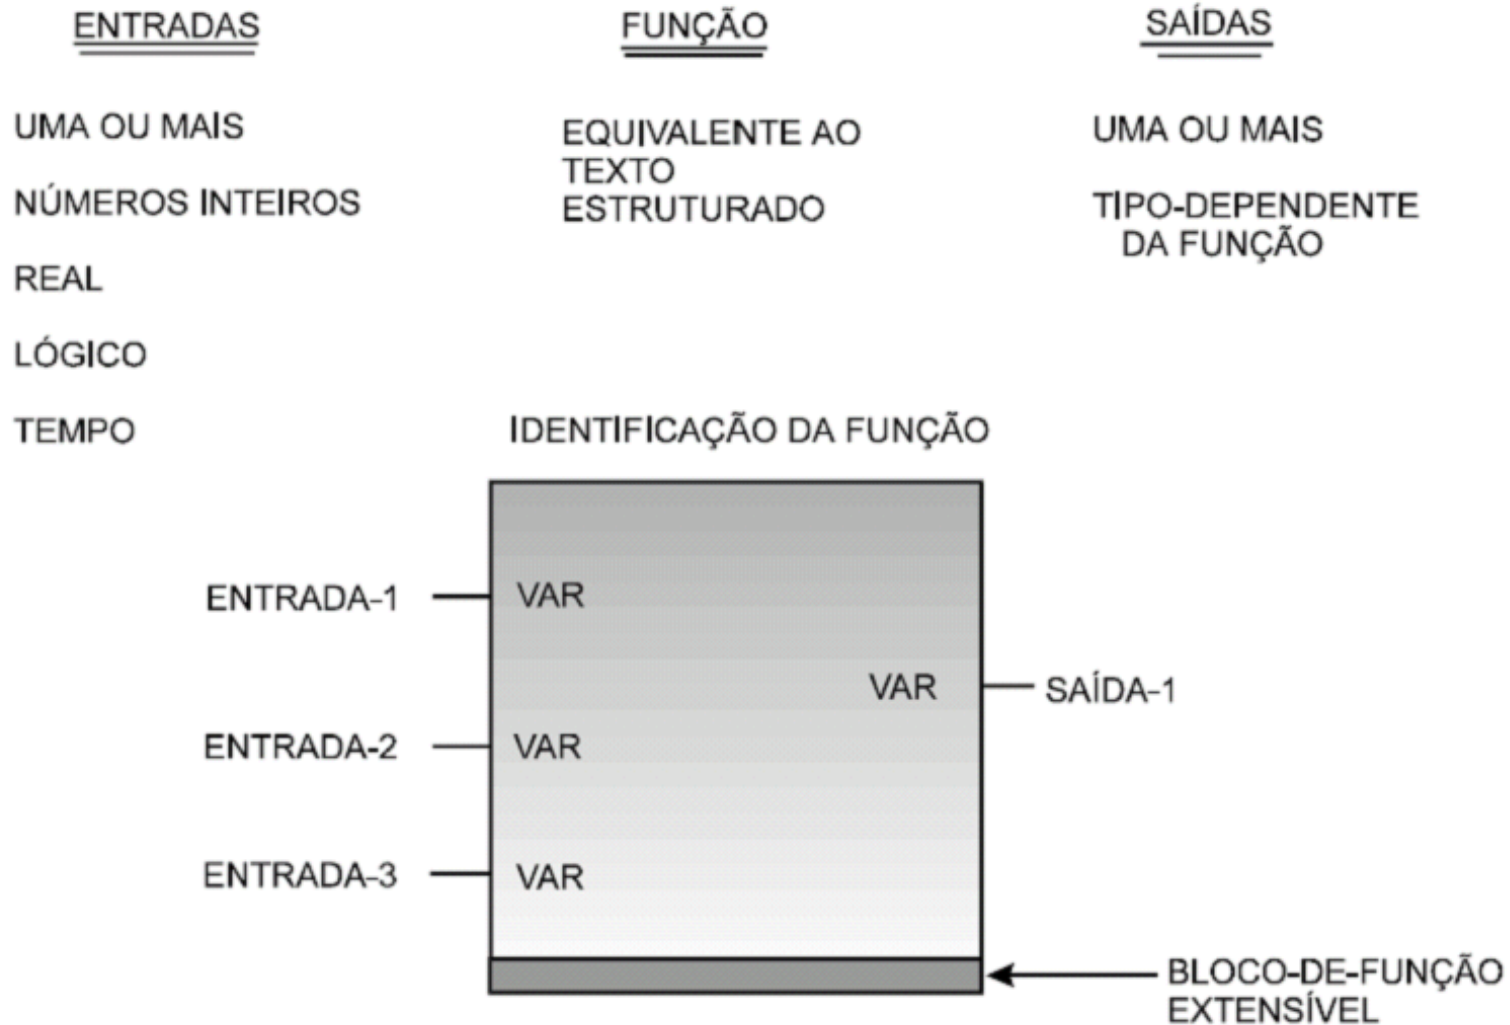 ENTRADAS
UMA OU MAIS
NÚMEROS INTEIROS
REAL
LÓGICO
TEMPO
FUNÇÃO
EQUIVALENTE AO
TEXTO
ESTRUTURADO
SAÍDAS
UMA OU MAIS
TIPO-DEPENDENTE
DA FUNÇÃO
IDENTIFICAÇÃO DA FUNÇÃO
ENTRADA-1
VAR
VAR
SAÍDA-1
ENTRADA-2
VAR
ENTRADA-3
VAR
BLOCO-DE-FUNÇÃO
EXTENSÍVEL